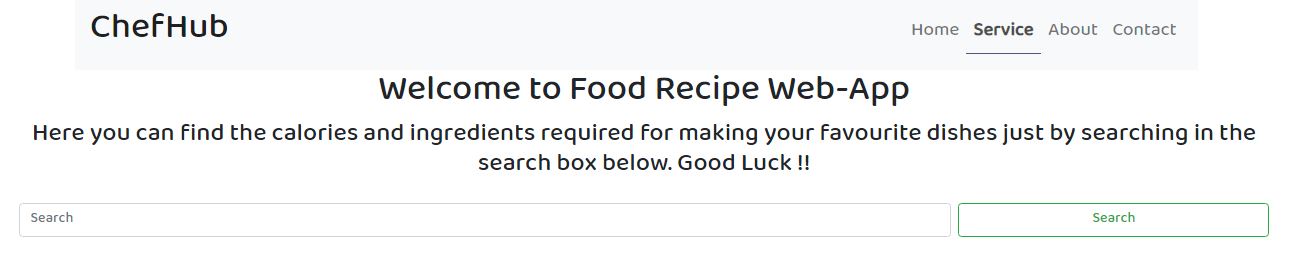 ChefHub
Home Service About Contact
Welcome to Food Recipe Web-App
Here you can find the calories and ingredients required for making your favourite dishes just by searching in the
search box below. Good Luck !!
Search
Search